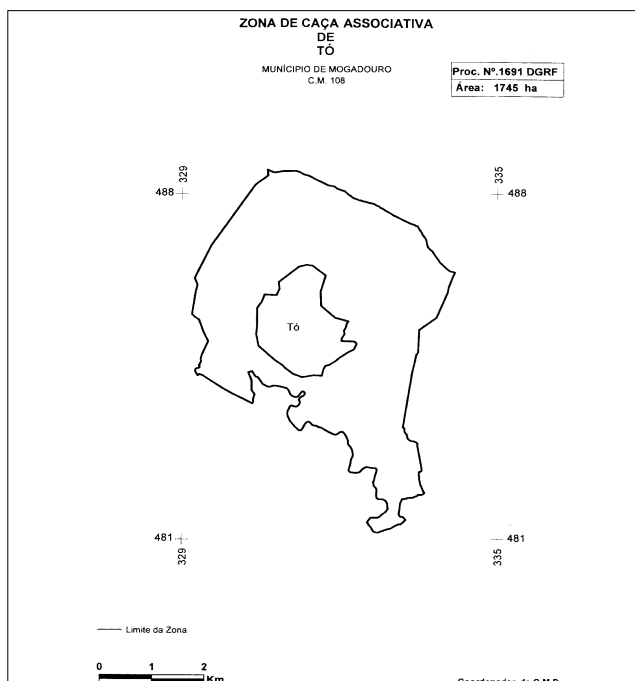 ZONA DE CAÇA ASSOCIATIVA
DE
TÓ
MUNÍCIPIO DE MOGADOURO
C.M. 108
Proc. Nº.1691 DGRF
Área: 1745 ha
329
335
488
488
Tó
481
481
329
335
Limite da Zona
0 1 2
Km